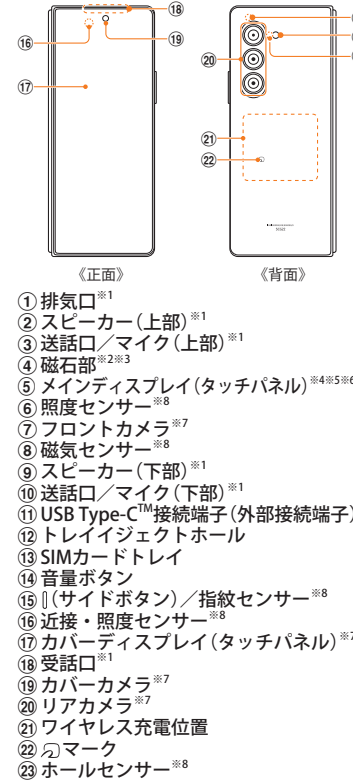 ⑱
⑯
⑲
⑰
⑳
㉑
㉒
《正面》
《背面》
①排気口※1
②スピーカー(上部)※1
③送話口／マイク(上部)※1
④磁石部※2※3
⑤メインディスプレイ(タッチパネル)※4※5※6
⑥照度センサー※8
⑦フロントカメラ※7
⑧磁気センサー※8
⑨スピーカー(下部)※1
⑩送話口／マイク(下部)※1
⑪USB Type-C™接続端子(外部接続端子)
⑫トレイイジェクトホール
⑬SIMカードトレイ
⑭音量ボタン
⑮(サイドボタン)／指紋センサー※8
⑯近接・照度センサー※8
⑰カバーディスプレイ(タッチパネル)※7
⑱受話口※1
⑲カバーカメラ※7
⑳リアカメラ※7
㉑ワイヤレス充電位置
㉒マーク
㉓ホールセンサー※8